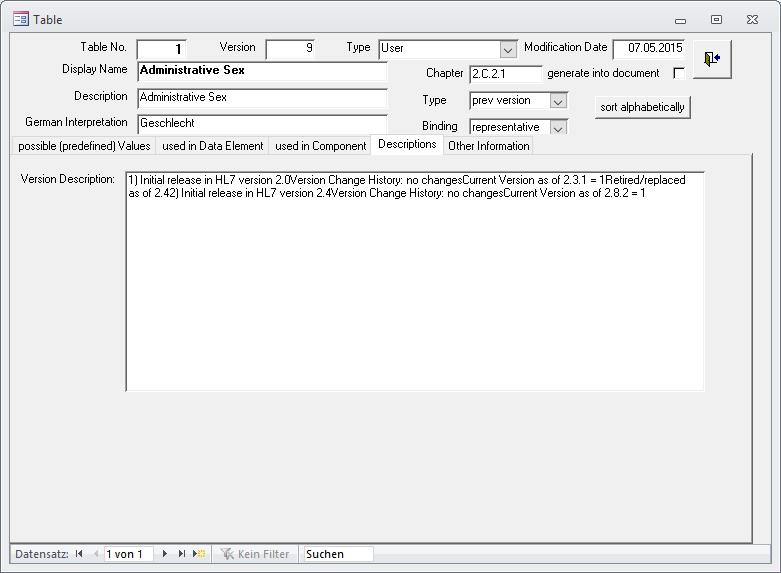 Table
Table No. 1 Version 9 Type User Modification Date 07.05.2015
Display Name Administrative Sex Chapter 2.C.2.1 generate into document
Description Administrative Sex Type prev version sort alphabetically
German Interpretation Geschlecht Binding representative
possible (predefined) Values used in Data Element used in Component Descriptions Other Information
Version Description: 1) Initial release in HL7 version 2.0Version Change History: no changesCurrent Version as of 2.3.1 = 1Retired/replaced
as of 2.42) Initial release in HL7 version 2.4Version Change History: no changesCurrent Version as of 2.8.2 = 1
Datensatz: 1 von 1 Kein Filter Suchen